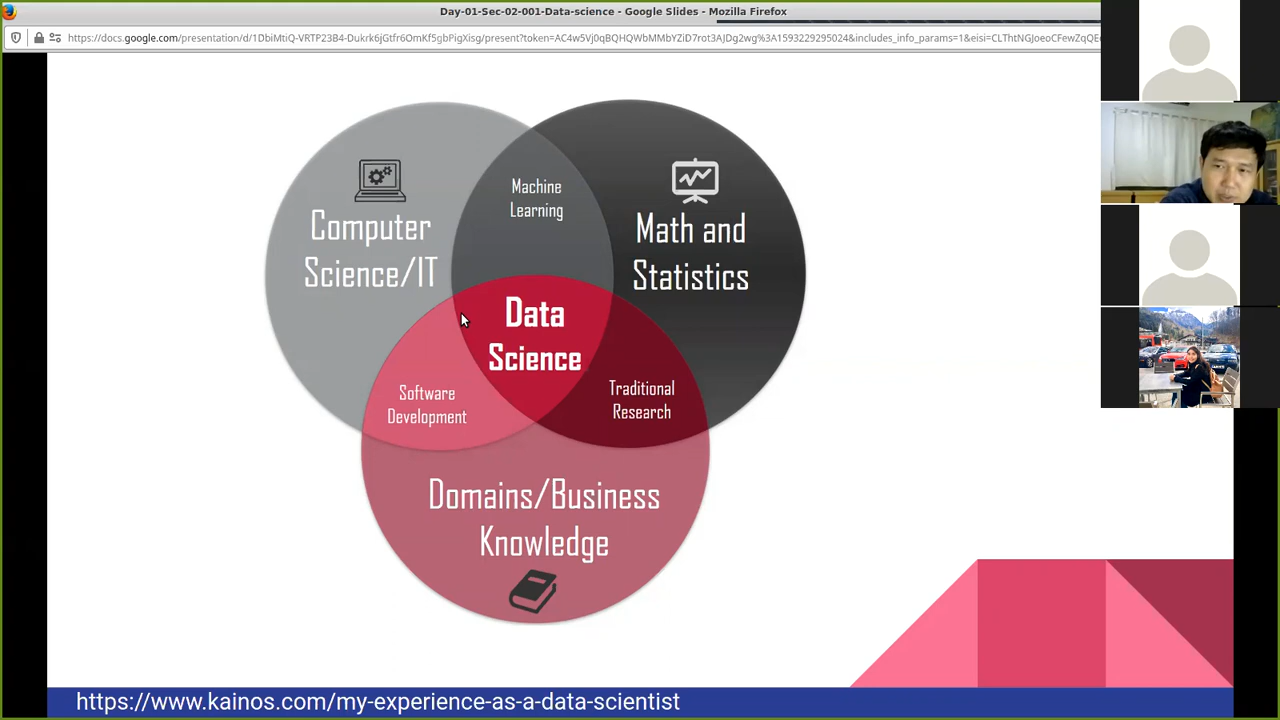 Day-01-Sec-02-001-Data-science - Google Slides - Mozilla Firefox
Machine
Learning
Computer
Science/IT
Math and
Statistics
Data
Science
Software
Development
Traditional
Research
Domains/Business
Knowledge
https://www.kainos.com/my-experience-as-a-data-scientist